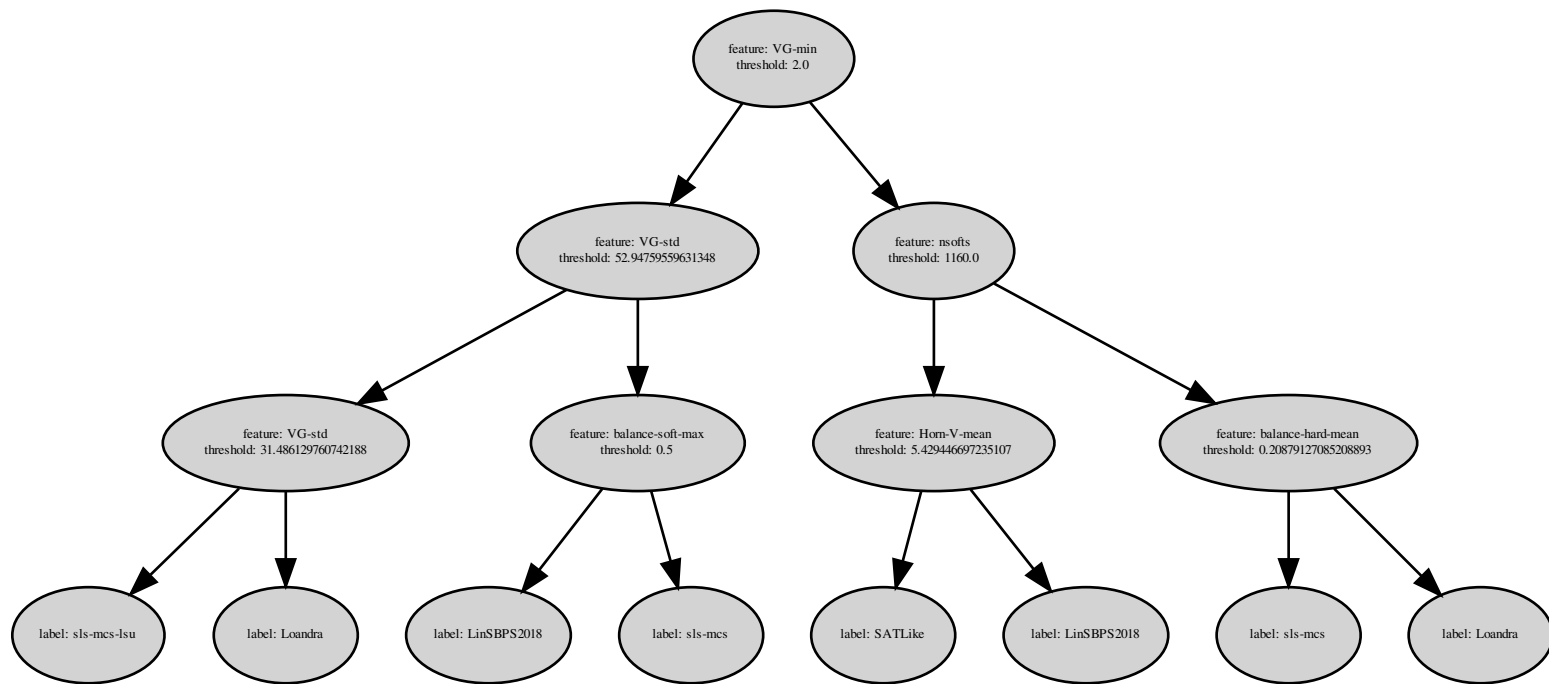 feature: VG-min
threshold: 2.0
feature: VG-std
threshold: 52.94759559631348
feature: nsofts
threshold: 1160.0
feature: VG-std
threshold: 31.486129760742188
feature: balance-soft-max
threshold: 0.5
feature: Horn-V-mean
threshold: 5.429446697235107
feature: balance-hard-mean
threshold: 0.20879127085208893
label: sls-mcs-lsu
label: Loandra
label: LinSBPS2018
label: sls-mcs
label: SATLike
label: LinSBPS2018
label: sls-mcs
label: Loandra